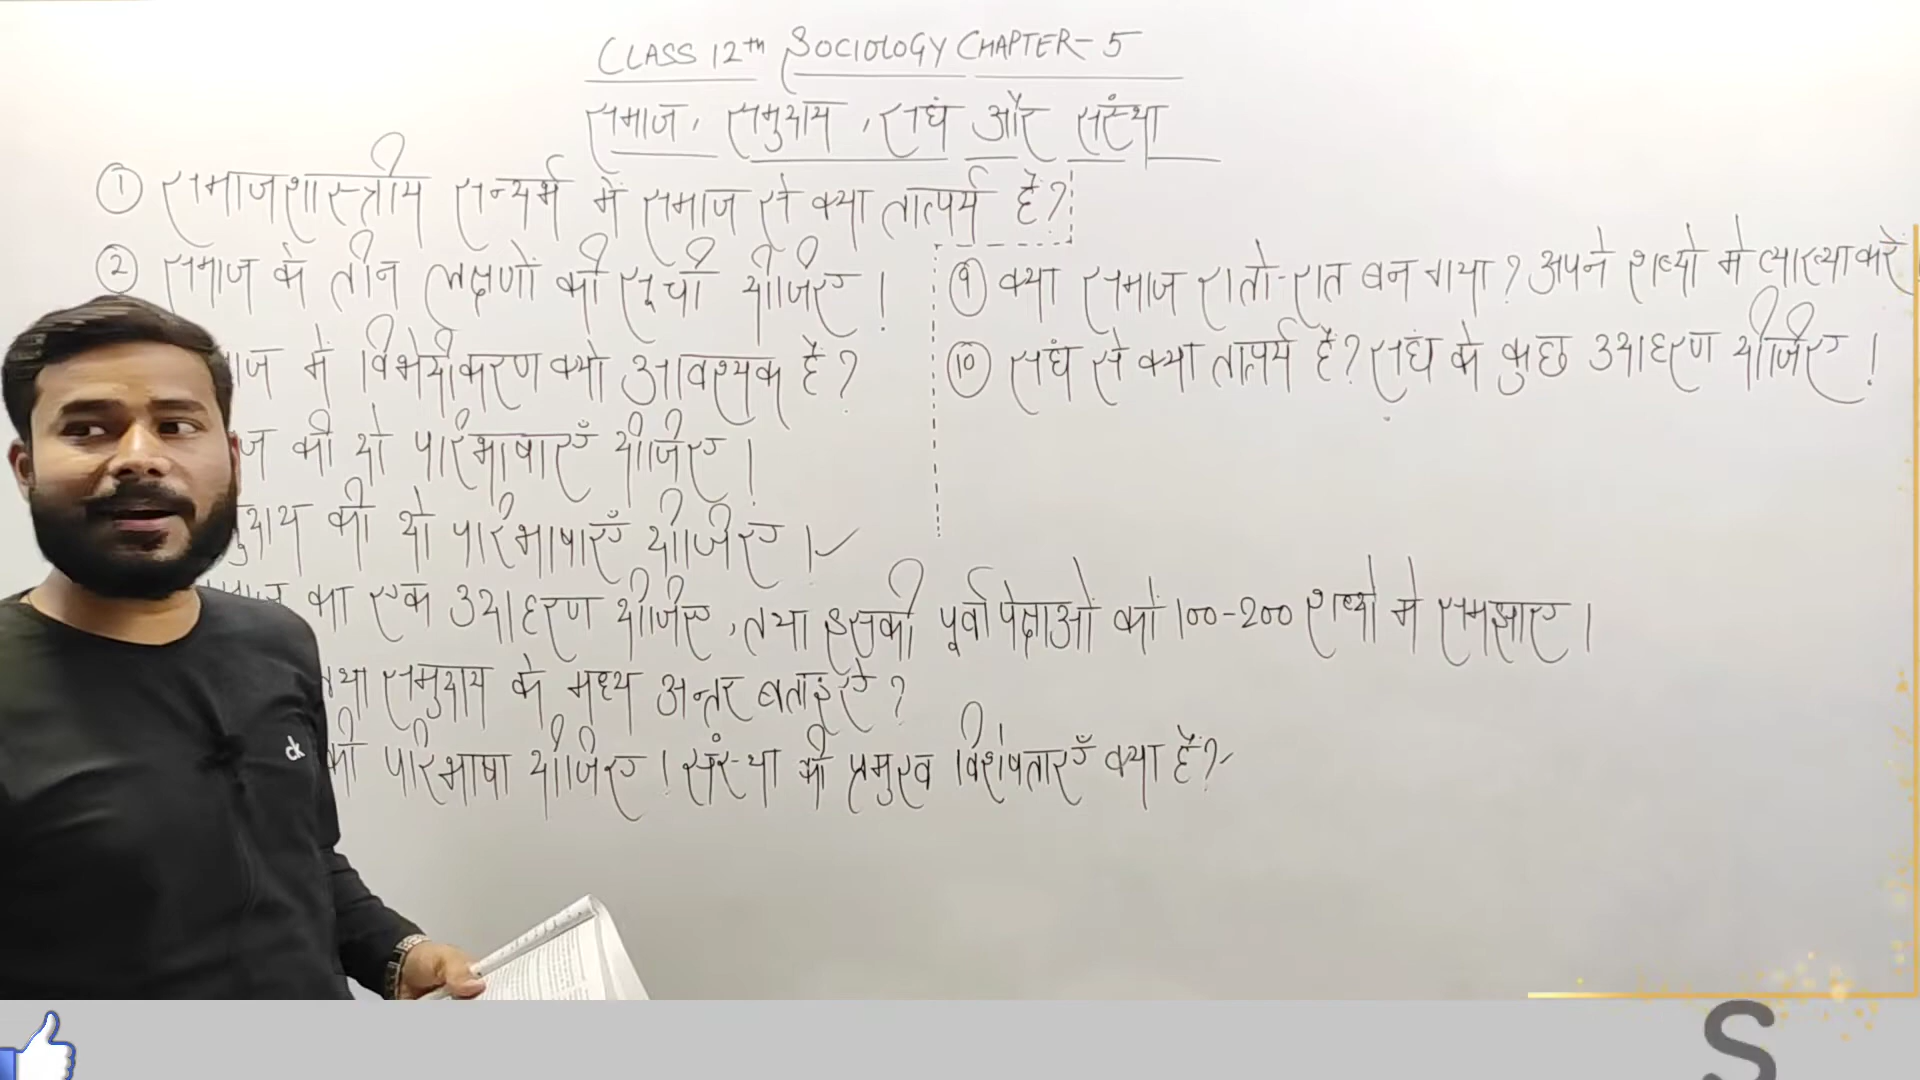 CLASS 12th SOCIOLOGY CHAPTER-5
समाज, समुदाय, संघ और संस्था
① समाजशास्त्रीय सन्दर्भ में समाज से क्या तात्पर्य है?
② समाज के तीन लक्षणों की सूची दीजिए।
में विभेदीकरण क्यों आवश्यक है?
की दो परिभाषाएँ दीजिए।
की दो परिभाषाएँ दीजिए।
का एक उदाहरण दीजिए, तथा इसकी पूर्वापेक्षाओं को 100-200 शब्दों में समझाए।
समुदाय के मध्य अन्तर बताइए?
की परिभाषा दीजिए। संस्था की प्रमुख विशेषताएँ क्या है?
⑨ क्या समाज रातो-रात बन गया? अपने शब्दो मे व्याख्या करें
⑩ संघ से क्या तात्पर्य है? संघ के कुछ उदाहरण दीजिए।
dk
S